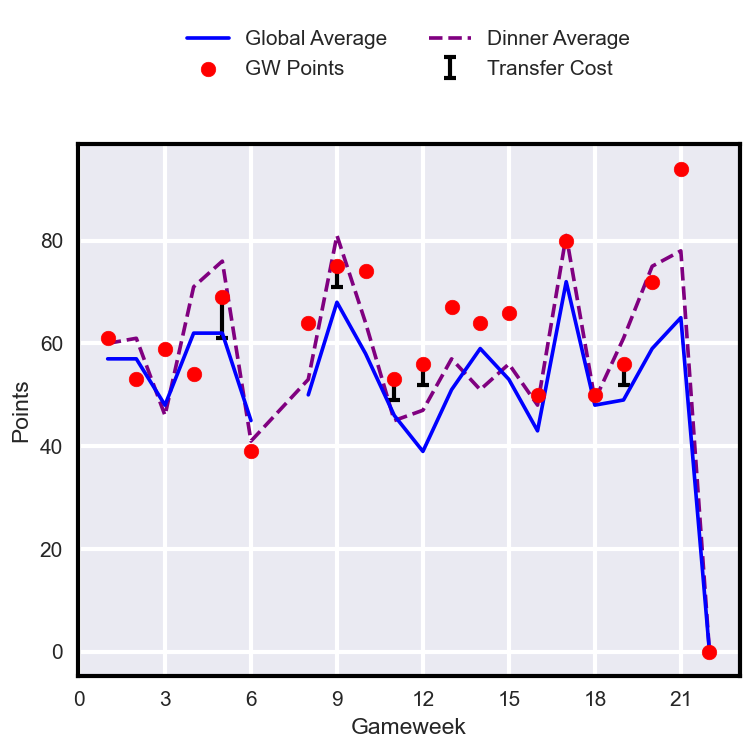 Global Average
Dinner Average
GW Points
Transfer Cost
80
60
40
20
0
Points
0 3 6 9 12 15 18 21
Gameweek